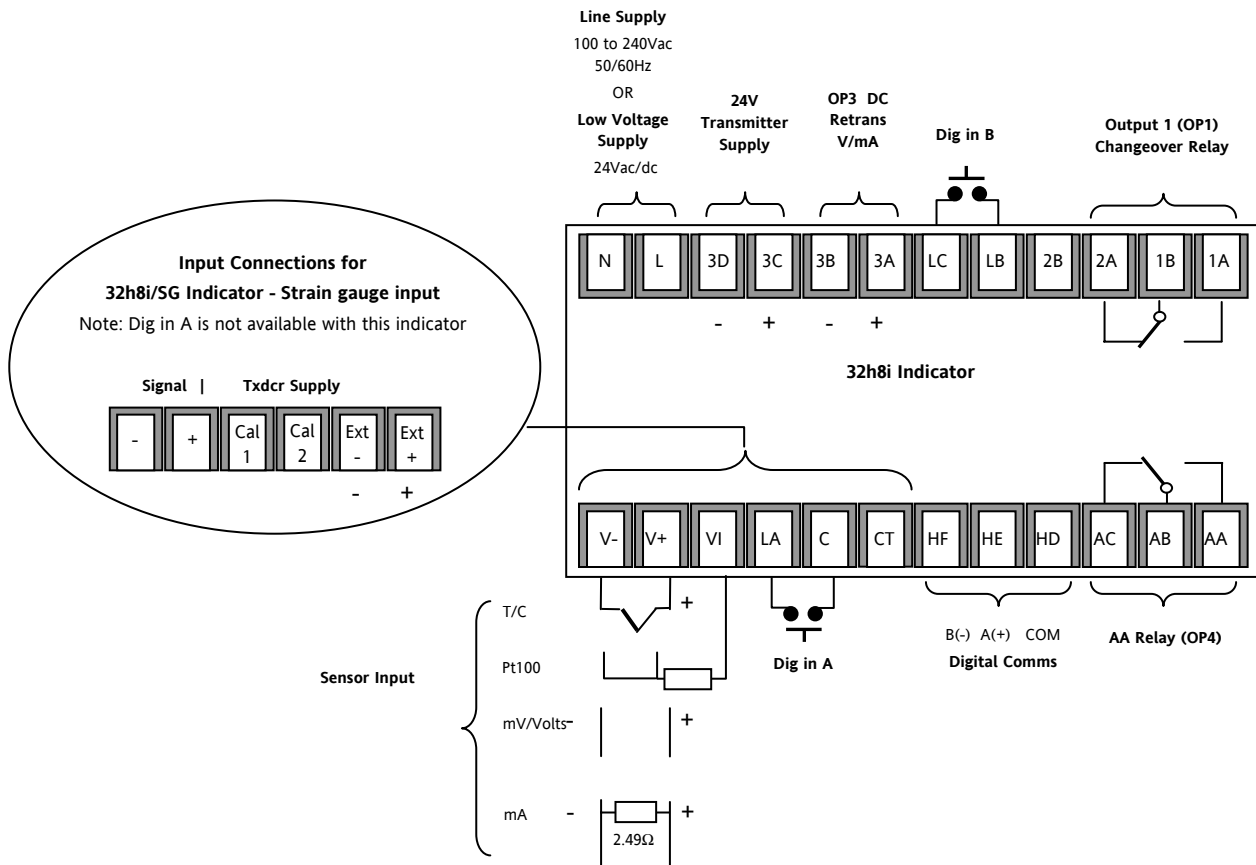 Line Supply
100 to 240Vac
50/60Hz
OR
Low Voltage
Supply
24Vac/dc
24V
Transmitter
Supply
OP3 DC
Retrans
V/mA
Dig in B
Output 1 (OP1)
Changeover Relay
N L 3D 3C 3B 3A LC LB 2B 2A 1B 1A
- + - +
32h8i Indicator
Input Connections for
32h8i/SG Indicator - Strain gauge input
Note: Dig in A is not available with this indicator
Signal | Txdcr Supply
- + Cal 1 Cal 2 Ext - Ext +
- +
V- V+ VI LA C CT HF HE HD AC AB AA
Sensor Input
T/C +
Pt100
mV/Volts - +
mA - +
2.49Ω
Dig in A
B(-) A(+) COM
Digital Comms
AA Relay (OP4)